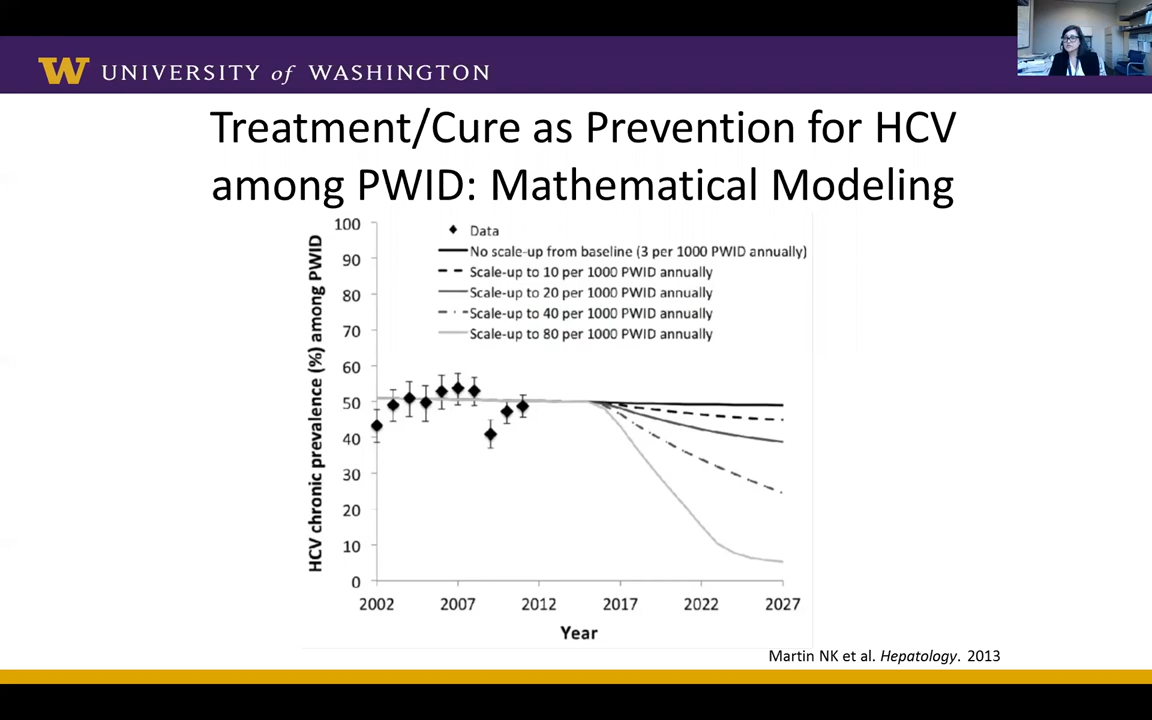 W UNIVERSITY of WASHINGTON
Treatment/Cure as Prevention for HCV
among PWID: Mathematical Modeling
HCV chronic prevalence (%) among PWID
100
90
80
70
60
50
40
30
20
10
0
Data
No scale-up from baseline (3 per 1000 PWID annually)
Scale-up to 10 per 1000 PWID annually
Scale-up to 20 per 1000 PWID annually
Scale-up to 40 per 1000 PWID annually
Scale-up to 80 per 1000 PWID annually
2002 2007 2012 2017 2022 2027
Year
Martin NK et al. Hepatology. 2013